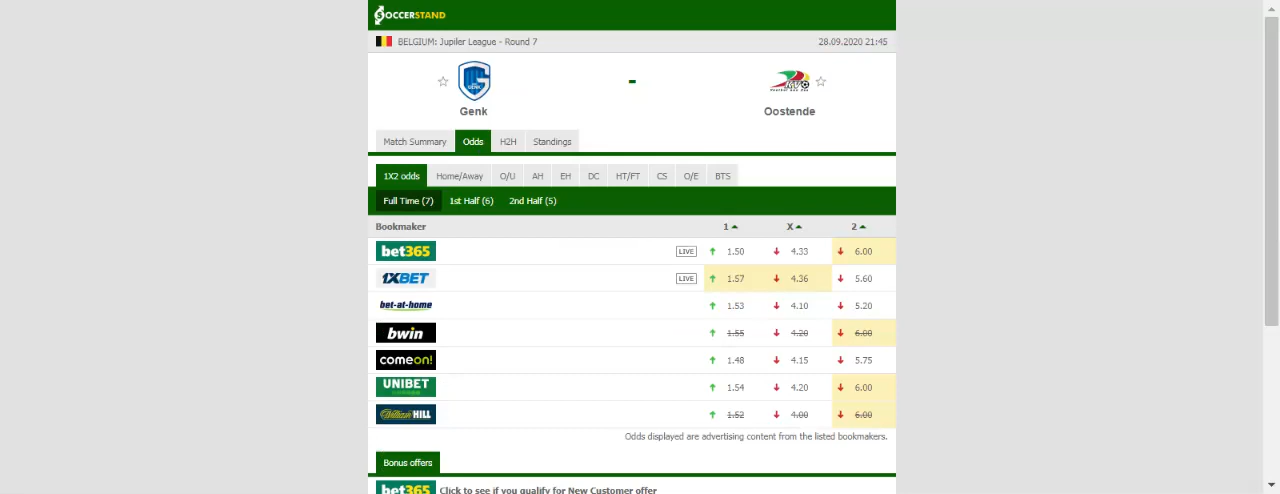 SOCCERSTAND
BELGIUM: Jupiler League - Round 7 28.09.2020 21:45
-
Genk Oostende
Match Summary Odds H2H Standings
1X2 odds Home/Away O/U AH EH DC HT/FT CS O/E BTS
Full Time (7) 1st Half (6) 2nd Half (5)
Bookmaker 1 X 2
bet365 LIVE 1.50 4.33 6.00
1XBET LIVE 1.57 4.36 5.60
bet-at-home 1.53 4.10 5.20
bwin 1.55 4.20 6.00
comeon! 1.48 4.15 5.75
UNIBET 1.54 4.20 6.00
William HILL 1.52 4.00 6.00
Odds displayed are advertising content from the listed bookmakers.
Bonus offers
bet365 Click to see if you qualify for New Customer offer